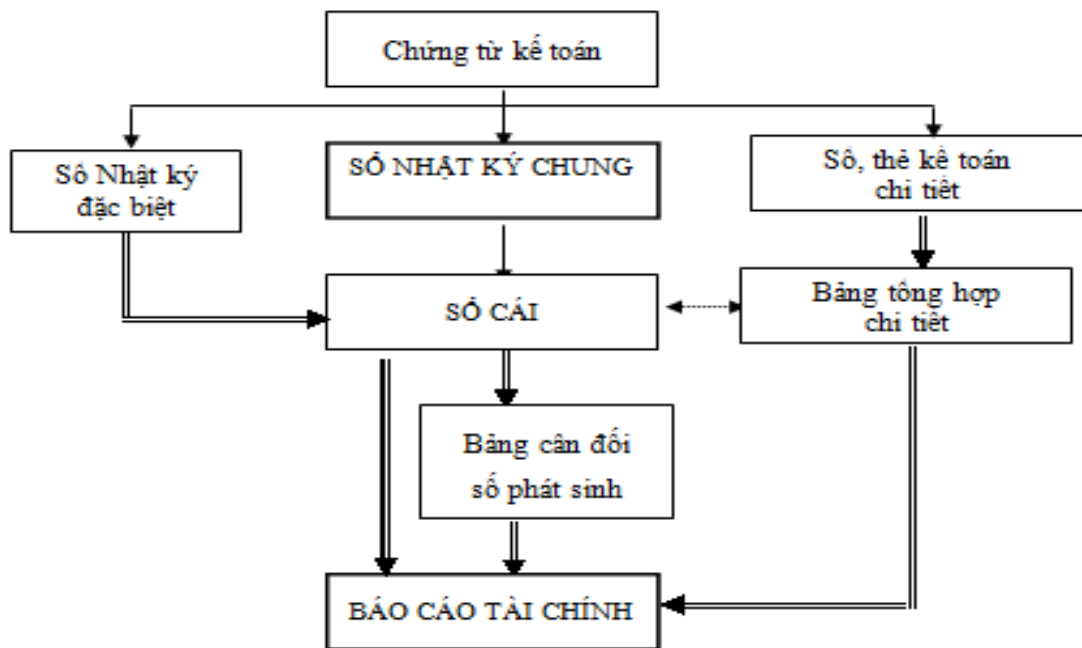 Chứng từ kế toán
Sổ Nhật ký
đặc biệt
SỔ NHẬT KÝ CHUNG
Sổ, thẻ kế toán
chi tiết
SỔ CÁI
Bảng tổng hợp
chi tiết
Bảng cân đối
số phát sinh
BÁO CÁO TÀI CHÍNH